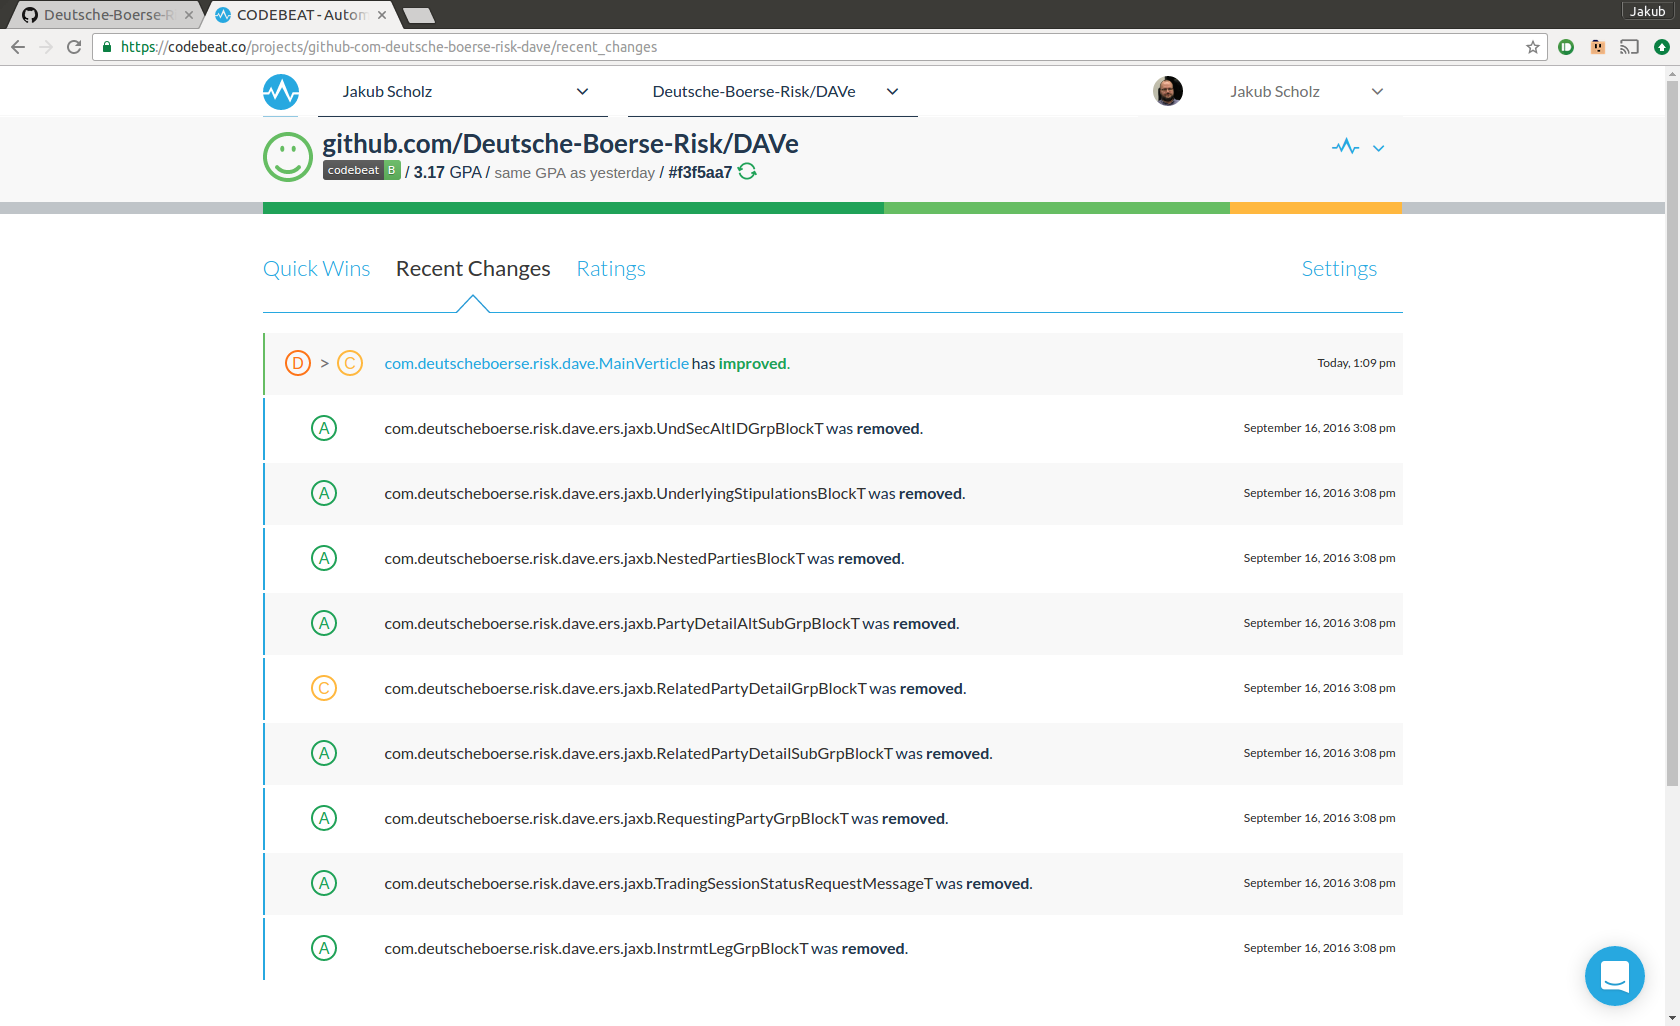 Deutsche-Boerse-R
CODEBEAT - Autom
Jakub
https://codebeat.co/projects/github-com-deutsche-boerse-risk-dave/recent_changes
Jakub Scholz
Deutsche-Boerse-Risk/DAVe
Jakub Scholz
github.com/Deutsche-Boerse-Risk/DAVe
codebeat B / 3.17 GPA / same GPA as yesterday / #f3f5aa7
Quick Wins
Recent Changes
Ratings
Settings
D > C com.deutscheboerse.risk.dave.MainVerticle has improved. Today, 1:09 pm
A com.deutscheboerse.risk.dave.ers.jaxb.UndSecAltIDGrpBlockT was removed. September 16, 2016 3:08 pm
A com.deutscheboerse.risk.dave.ers.jaxb.UnderlyingStipulationsBlockT was removed. September 16, 2016 3:08 pm
A com.deutscheboerse.risk.dave.ers.jaxb.NestedPartiesBlockT was removed. September 16, 2016 3:08 pm
A com.deutscheboerse.risk.dave.ers.jaxb.PartyDetailAltSubGrpBlockT was removed. September 16, 2016 3:08 pm
C com.deutscheboerse.risk.dave.ers.jaxb.RelatedPartyDetailGrpBlockT was removed. September 16, 2016 3:08 pm
A com.deutscheboerse.risk.dave.ers.jaxb.RelatedPartyDetailSubGrpBlockT was removed. September 16, 2016 3:08 pm
A com.deutscheboerse.risk.dave.ers.jaxb.RequestingPartyGrpBlockT was removed. September 16, 2016 3:08 pm
A com.deutscheboerse.risk.dave.ers.jaxb.TradingSessionStatusRequestMessageT was removed. September 16, 2016 3:08 pm
A com.deutscheboerse.risk.dave.ers.jaxb.InstrmtLegGrpBlockT was removed. September 16, 2016 3:08 pm